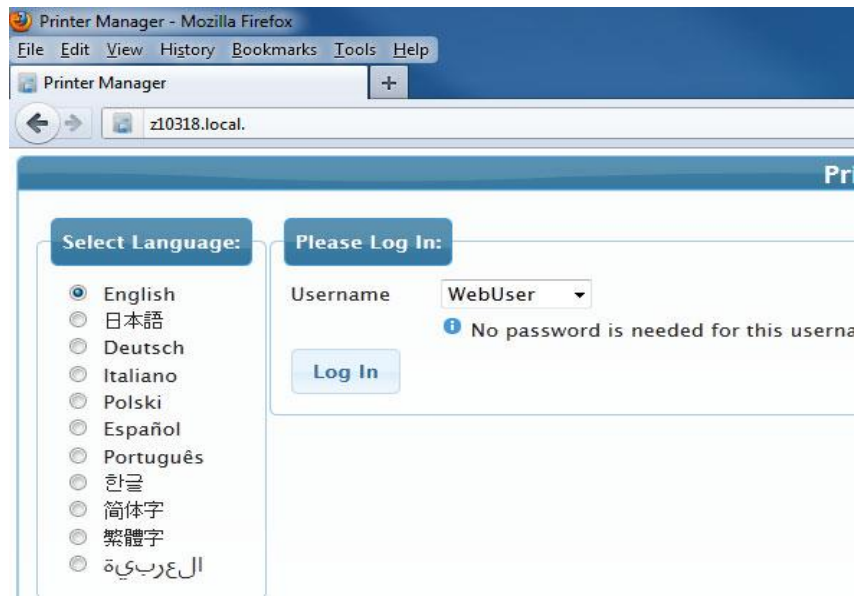 Printer Manager - Mozilla Firefox
File Edit View History Bookmarks Tools Help
Printer Manager +
z10318.local.
Select Language:
English
日本語
Deutsch
Italiano
Polski
Español
Português
한글
简体字
繁體字
العربية
Please Log In:
Username WebUser
No password is needed for this
Log In